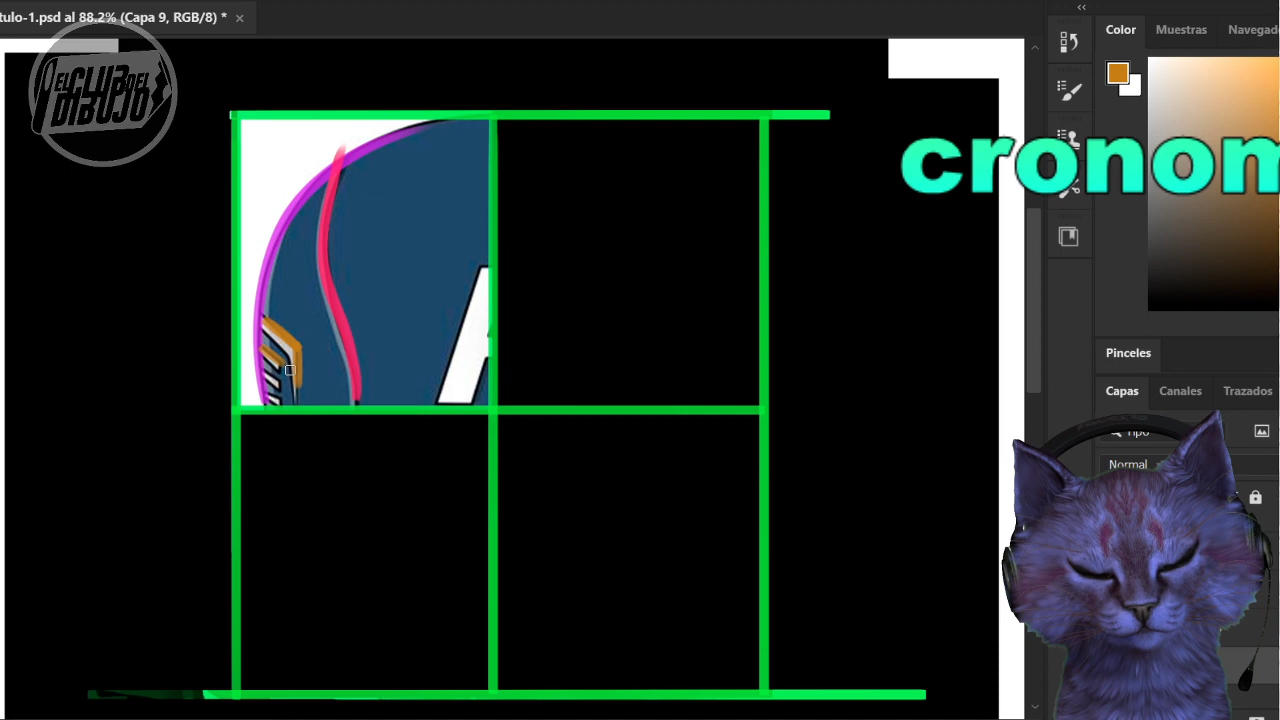 tulo-1.psd al 88.2% (Capa 9, RGB/8) *
EL CLUB DEL
DIBUJO
Color
Muestras
Navegad
cronom
Pinceles
Capas
Canales
Trazados
Tipo
Normal